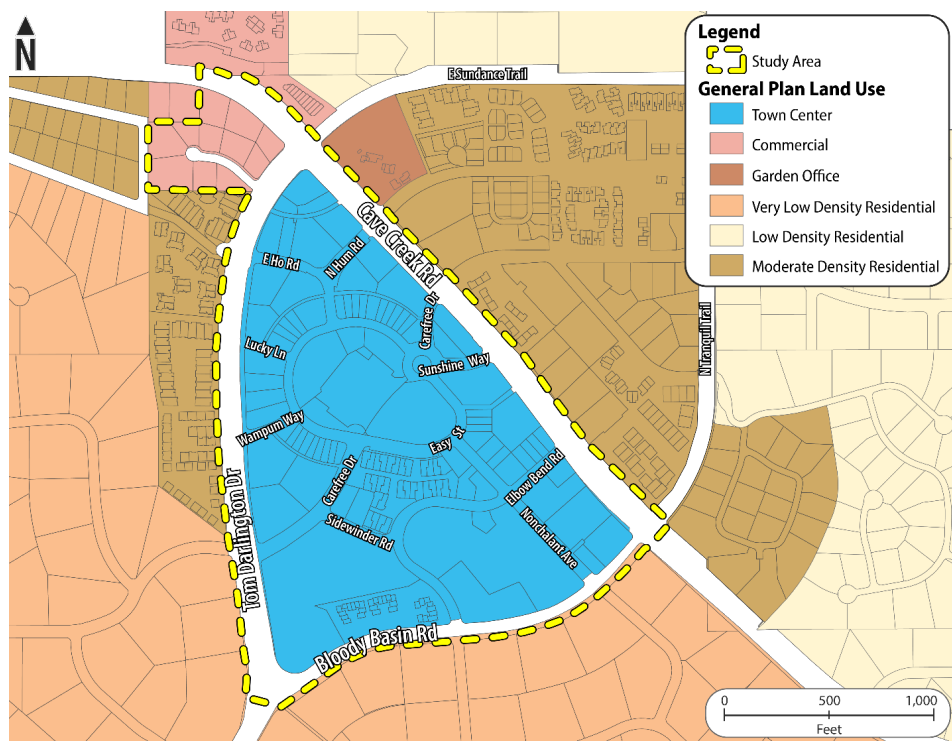 N
Legend
Study Area
General Plan Land Use
Town Center
Commercial
Garden Office
Very Low Density Residential
Low Density Residential
Moderate Density Residential
E Sundance Trail
Cave Creek Rd
N Hum Rd
E Ho Rd
Carefree Dr
Lucky Ln
Sunshine Way
N Tranquil Trail
Wampum Way
Easy St
Carefree Dr
Elbow Bend Rd
Sidewinder Rd
Nonchalant Ave
Tom Darlington Dr
Bloody Basin Rd
0 500 1,000
Feet